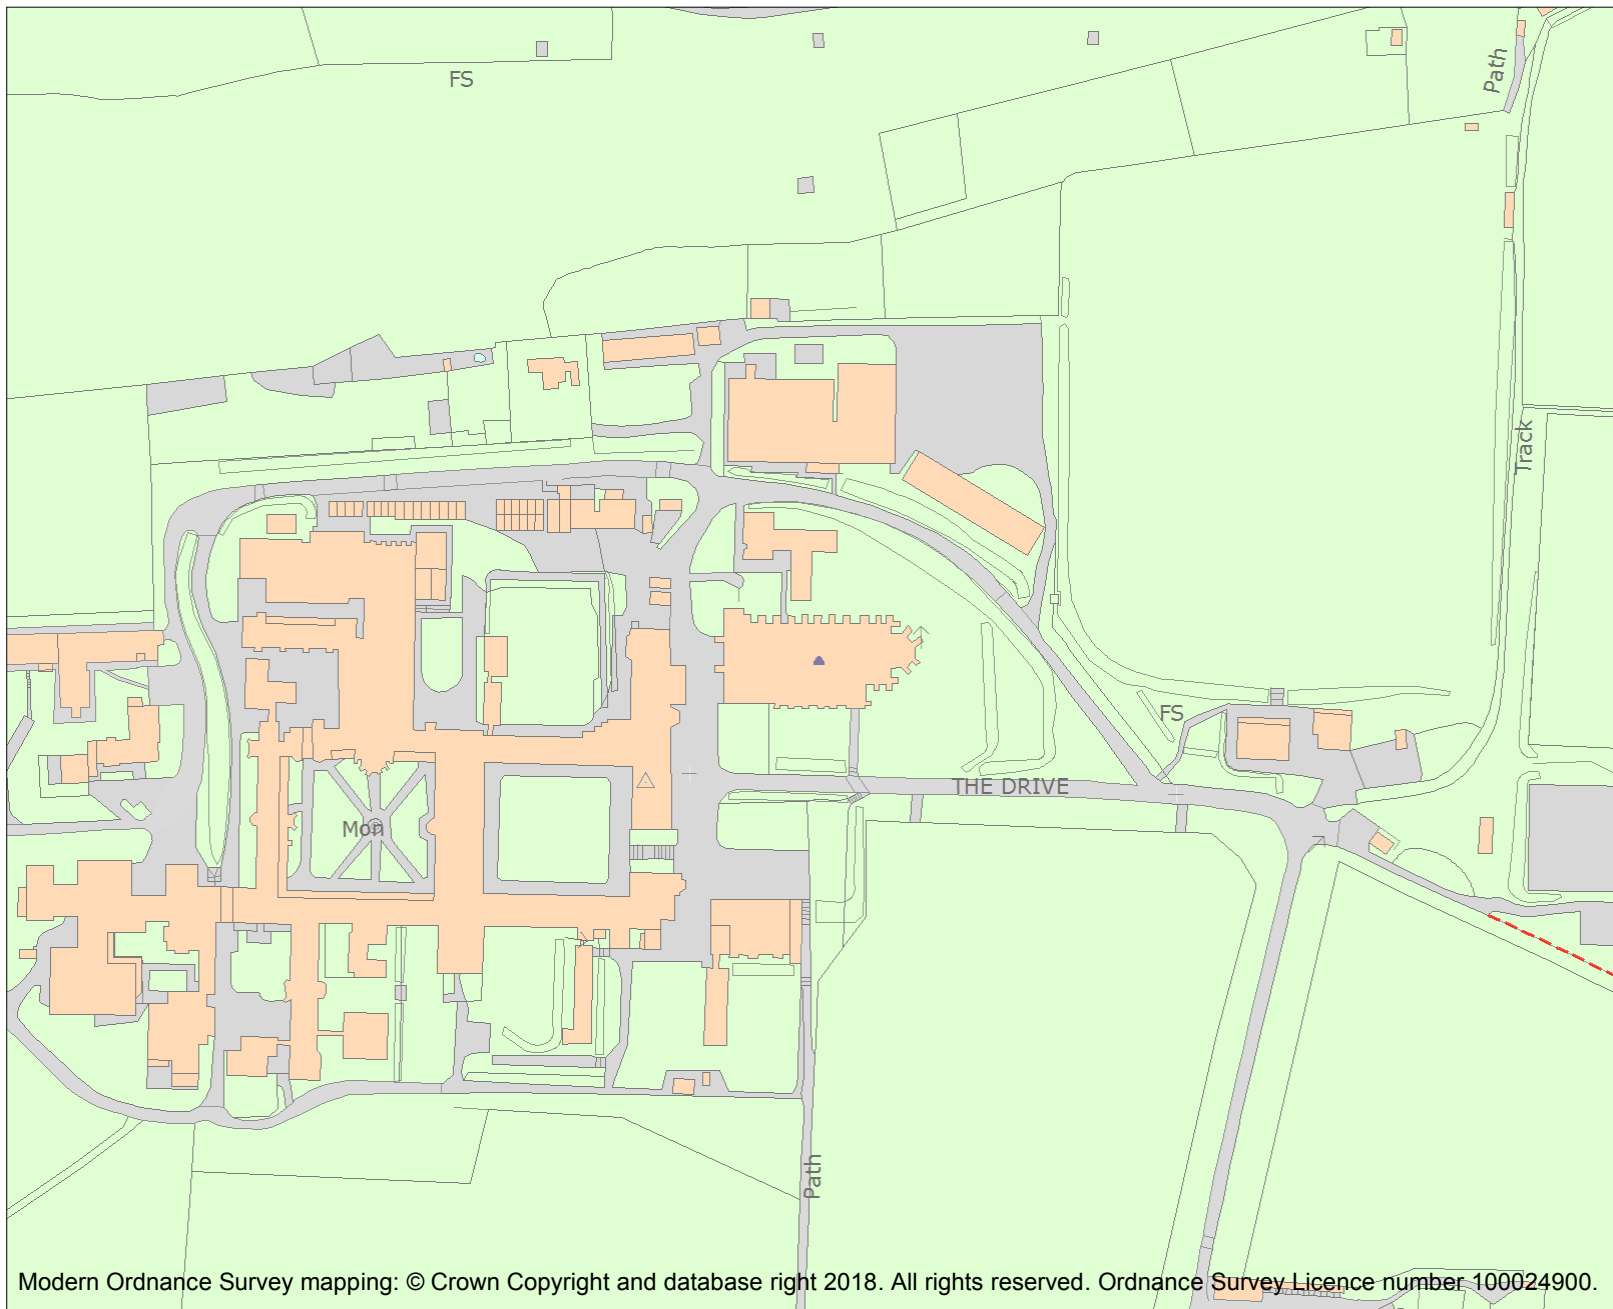 FS
Path
Track
FS
THE DRIVE
Mon
Path
Modern Ordnance Survey mapping: © Crown Copyright and database right 2018. All rights reserved. Ordnance Survey Licence number 100024900.